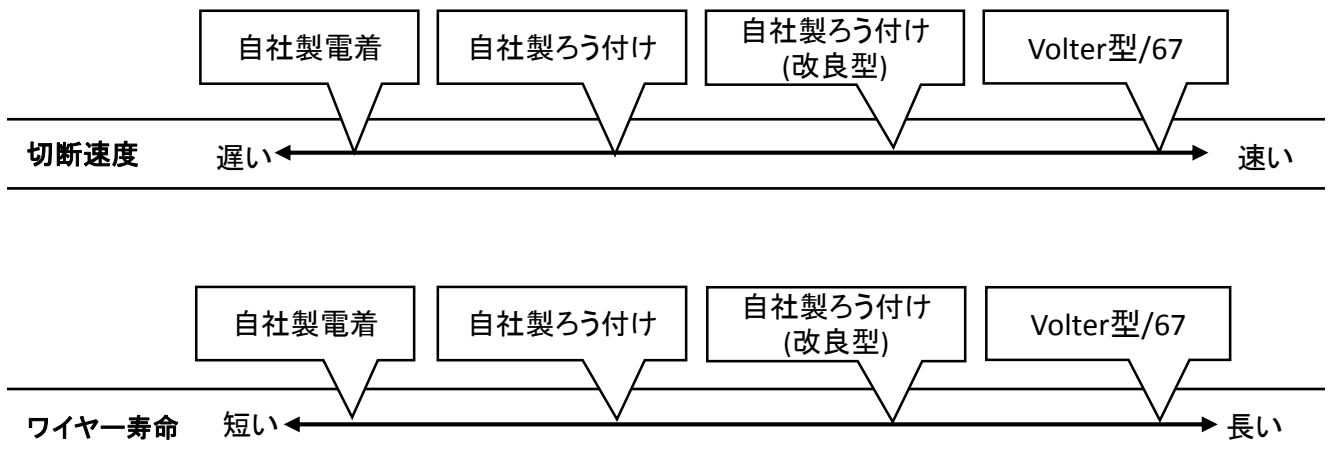 自社製電着
自社製ろう付け
自社製ろう付け
(改良型)
Volter型/67
切断速度
遅い
速い
自社製電着
自社製ろう付け
自社製ろう付け
(改良型)
Volter型/67
ワイヤー寿命
短い
長い